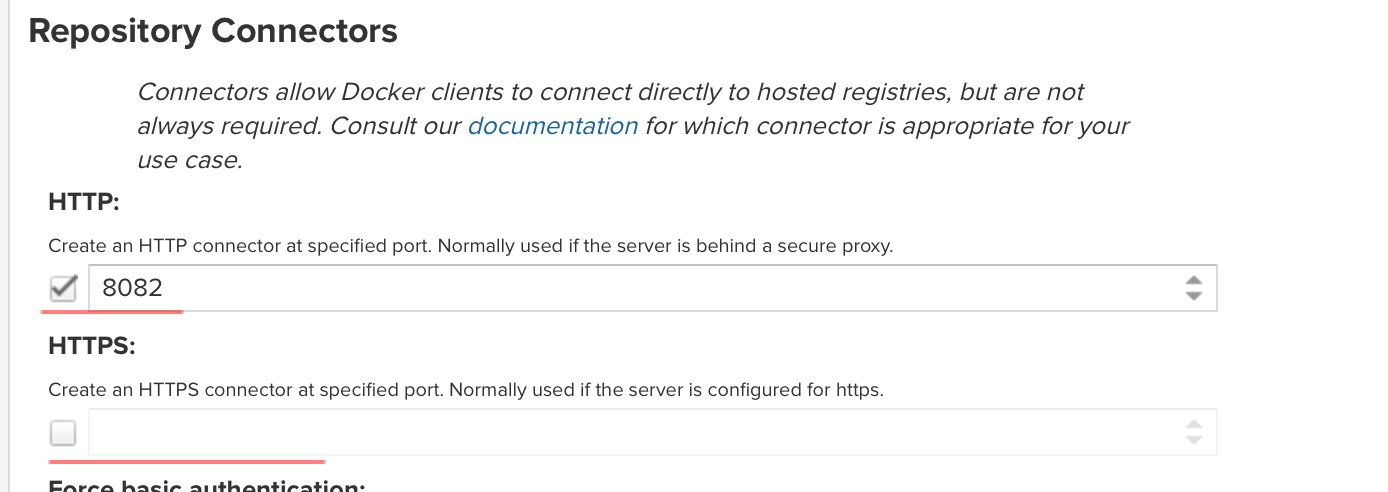 Repository Connectors
Connectors allow Docker clients to connect directly to hosted registries, but are not
always required. Consult our documentation for which connector is appropriate for your
use case.
HTTP:
Create an HTTP connector at specified port. Normally used if the server is behind a secure proxy.
8082
HTTPS:
Create an HTTPS connector at specified port. Normally used if the server is configured for https.
Force basic authentication: